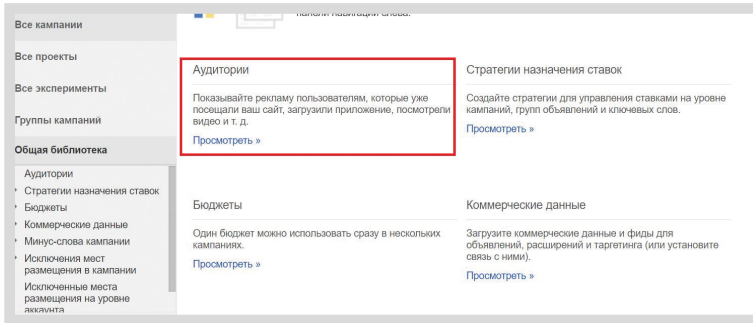 Все кампании
Все проекты
Все эксперименты
Группы кампаний
Общая библиотека
Аудитории
Стратегии назначения ставок
Бюджеты
Коммерческие данные
Минус-слова кампании
Исключения мест
размещения в кампании
Исключенные места
размещения на уровне
аккаунта
панели навигации слева.
Аудитории
Показывайте рекламу пользователям, которые уже
посещали ваш сайт, загрузили приложение, посмотрели
видео и т. д.
Просмотреть »
Стратегии назначения ставок
Создайте стратегии для управления ставками на уровне
кампаний, групп объявлений и ключевых слов.
Просмотреть »
Бюджеты
Один бюджет можно использовать сразу в нескольких
кампаниях.
Просмотреть »
Коммерческие данные
Загрузите коммерческие данные и фиды для
объявлений, расширений и таргетинга (или установите
связь с ними).
Просмотреть »